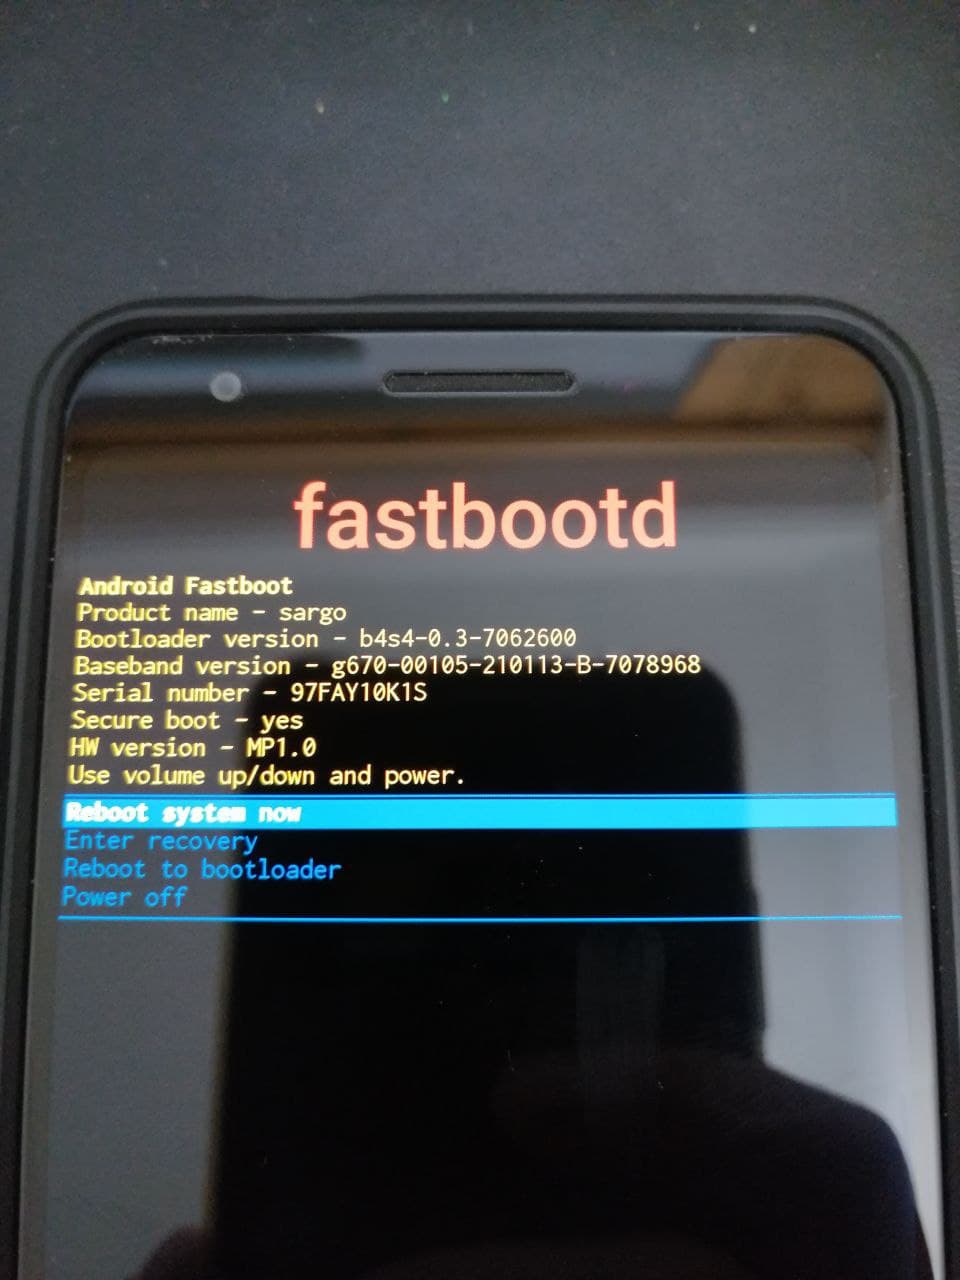 fastbootd
Android Fastboot
Product name - sargo
Bootloader version - b4s4-0.3-7062600
Baseband version - g670-00105-210113-B-7078968
Serial number - 97FAY10K1S
Secure boot - yes
HW version - MP1.0
Use volume up/down and power.
Reboot system now
Enter recovery
Reboot to bootloader
Power off